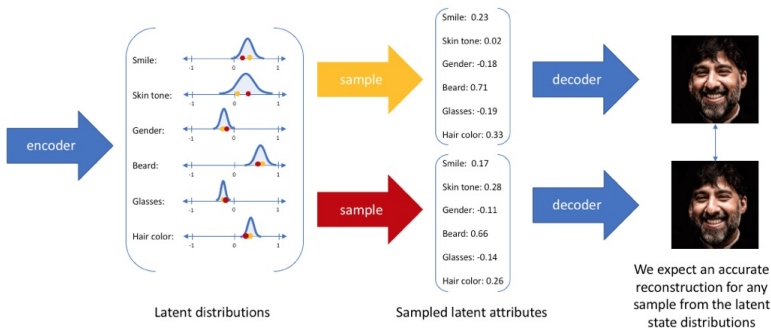 encoder
Smile:
-1 0 1
Skin tone:
-1 0 1
Gender:
-1 0 1
Beard:
-1 0 1
Glasses:
-1 0 1
Hair color:
-1 0 1
Latent distributions
sample
sample
Smile: 0.23
Skin tone: 0.02
Gender: -0.18
Beard: 0.71
Glasses: -0.19
Hair color: 0.33
Smile: 0.17
Skin tone: 0.28
Gender: -0.11
Beard: 0.66
Glasses: -0.14
Hair color: 0.26
Sampled latent attributes
decoder
decoder
We expect an accurate
reconstruction for any
sample from the latent
state distributions